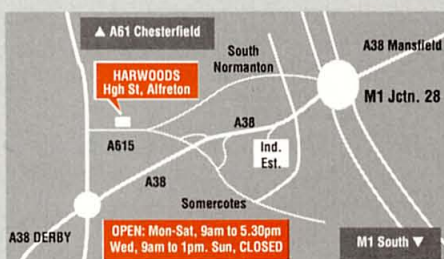 ▲ A61 Chesterfield
South
Normanton
A38 Mansfield
HARWOODS
Hgh St, Alfreton
M1 Jctn. 28
A38
A615
Ind.
Est.
A38
Somercotes
A38 DERBY
OPEN: Mon-Sat, 9am to 5.30pm
Wed, 9am to 1pm. Sun, CLOSED
M1 South ▼